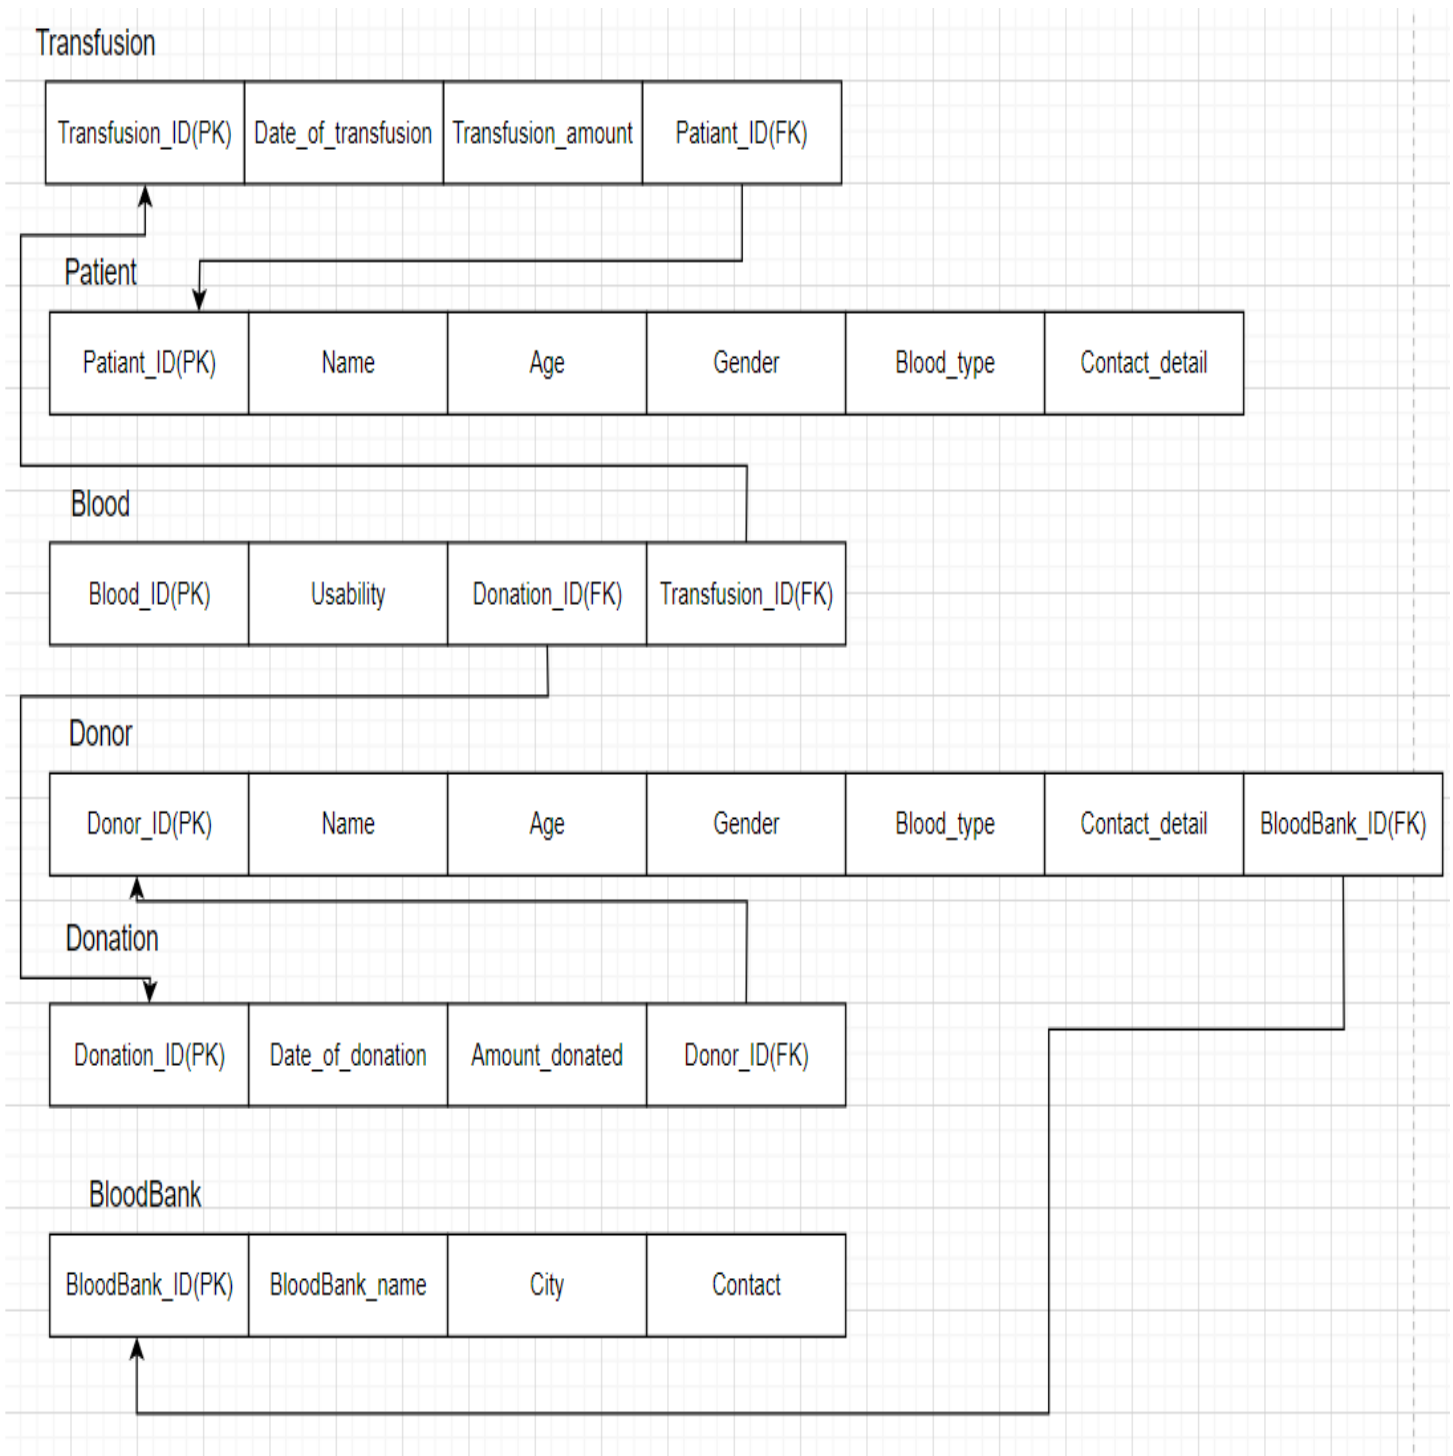 Transfusion
Transfusion_ID(PK) Date_of_transfusion Transfusion_amount Patiant_ID(FK)
Patient
Patiant_ID(PK) Name Age Gender Blood_type Contact_detail
Blood
Blood_ID(PK) Usability Donation_ID(FK) Transfusion_ID(FK)
Donor
Donor_ID(PK) Name Age Gender Blood_type Contact_detail BloodBank_ID(FK)
Donation
Donation_ID(PK) Date_of_donation Amount_donated Donor_ID(FK)
BloodBank
BloodBank_ID(PK) BloodBank_name City Contact